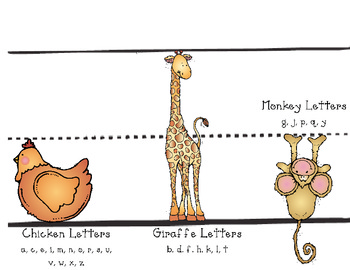 Monkey Letters
g, j, p, q, y
Chicken Letters
a, c, e, i, m, n, o, r, s, u,
v, w, x, z
Giraffe Letters
b, d, f, h, k, l, t